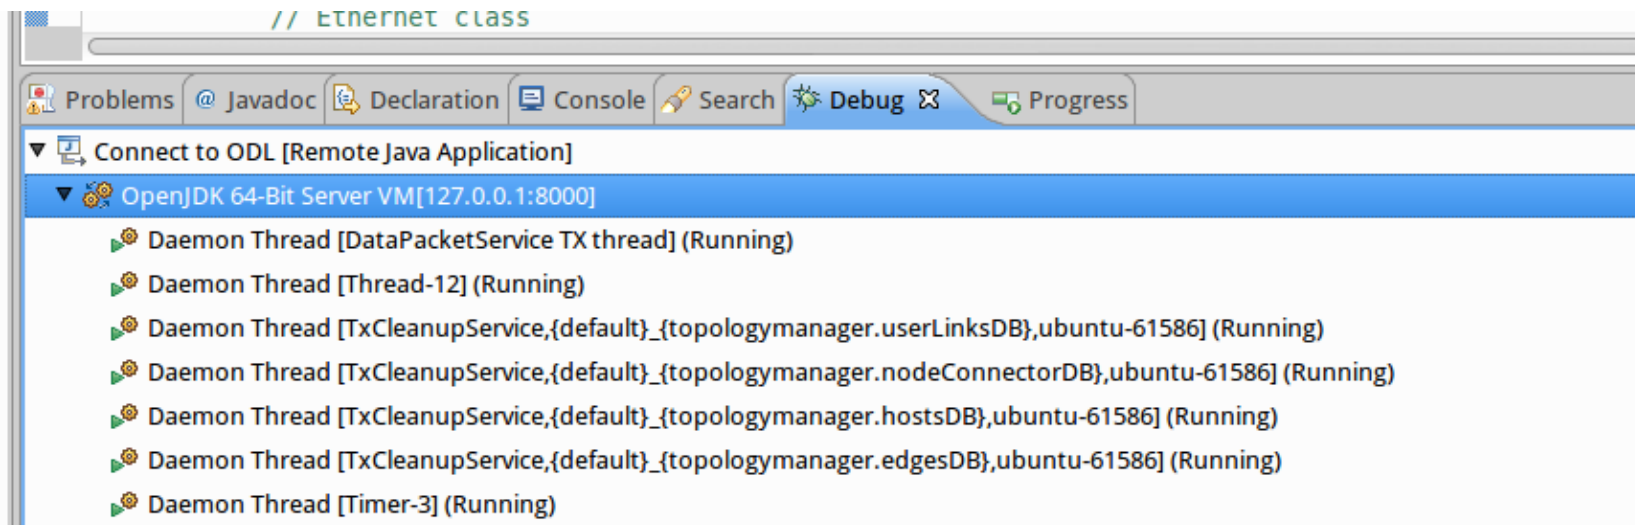 // Ethernet class
Problems @ Javadoc Declaration Console Search Debug Progress
Connect to ODL [Remote Java Application]
OpenJDK 64-Bit Server VM[127.0.0.1:8000]
Daemon Thread [DataPacketService TX thread] (Running)
Daemon Thread [Thread-12] (Running)
Daemon Thread [TxCleanupService,{default}_{topologymanager.userLinksDB},ubuntu-61586] (Running)
Daemon Thread [TxCleanupService,{default}_{topologymanager.nodeConnectorDB},ubuntu-61586] (Running)
Daemon Thread [TxCleanupService,{default}_{topologymanager.hostsDB},ubuntu-61586] (Running)
Daemon Thread [TxCleanupService,{default}_{topologymanager.edgesDB},ubuntu-61586] (Running)
Daemon Thread [Timer-3] (Running)